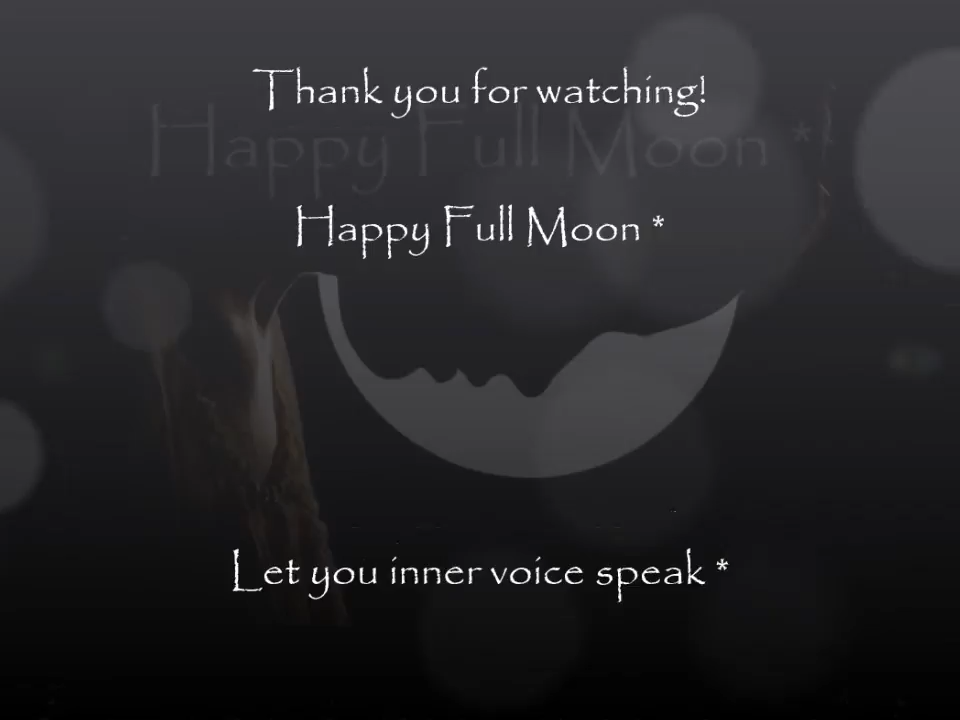 Thank you for watching!
Happy Full Moon *
Happy Full Moon *
Let you inner voice speak *